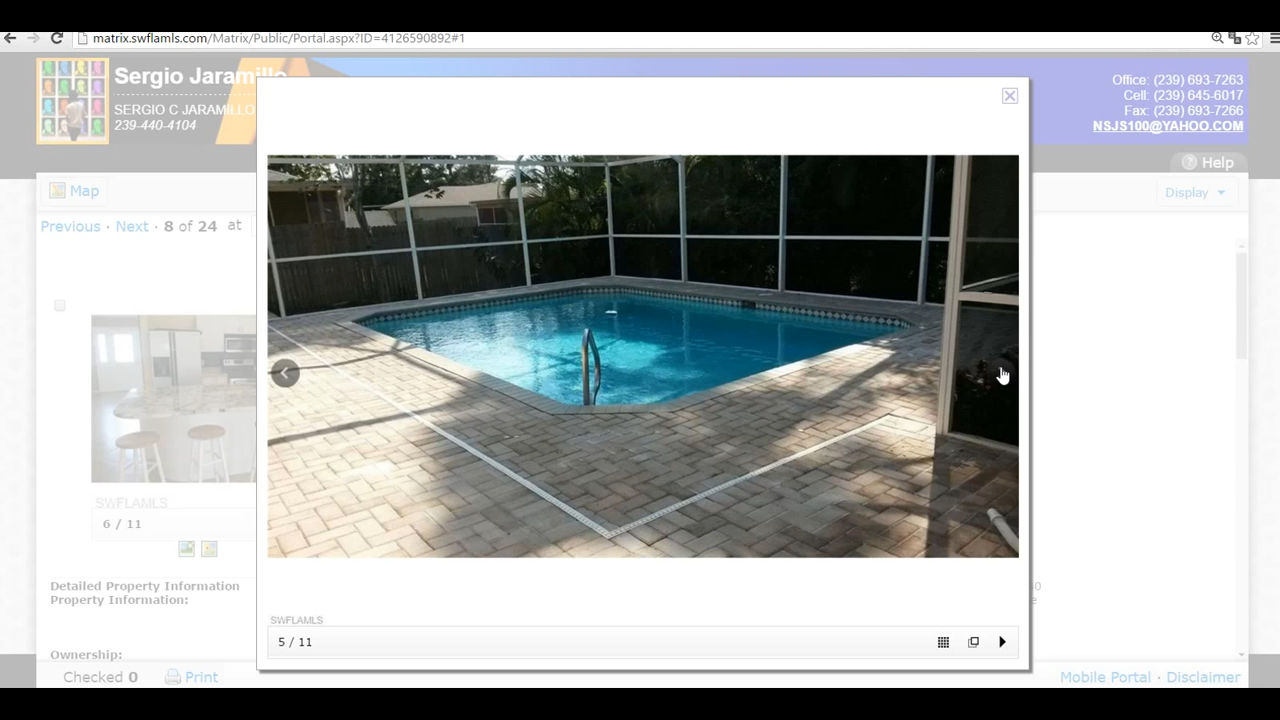 matrix.swflamls.com/Matrix/Public/Portal.aspx?ID=4126590892#1
Sergio Jaramillo
SERGIO C JARAMILLO
239-440-4104
Office: (239) 693-7263
Cell: (239) 645-6017
Fax: (239) 693-7266
NSJS100@YAHOO.COM
? Help
Map
Display
Previous · Next · 8 of 24 at
SWFLAMLS
6 / 11
Detailed Property Information
Property Information:
Ownership:
SWFLAMLS
5 / 11
Checked 0
Print
Mobile Portal · Disclaimer